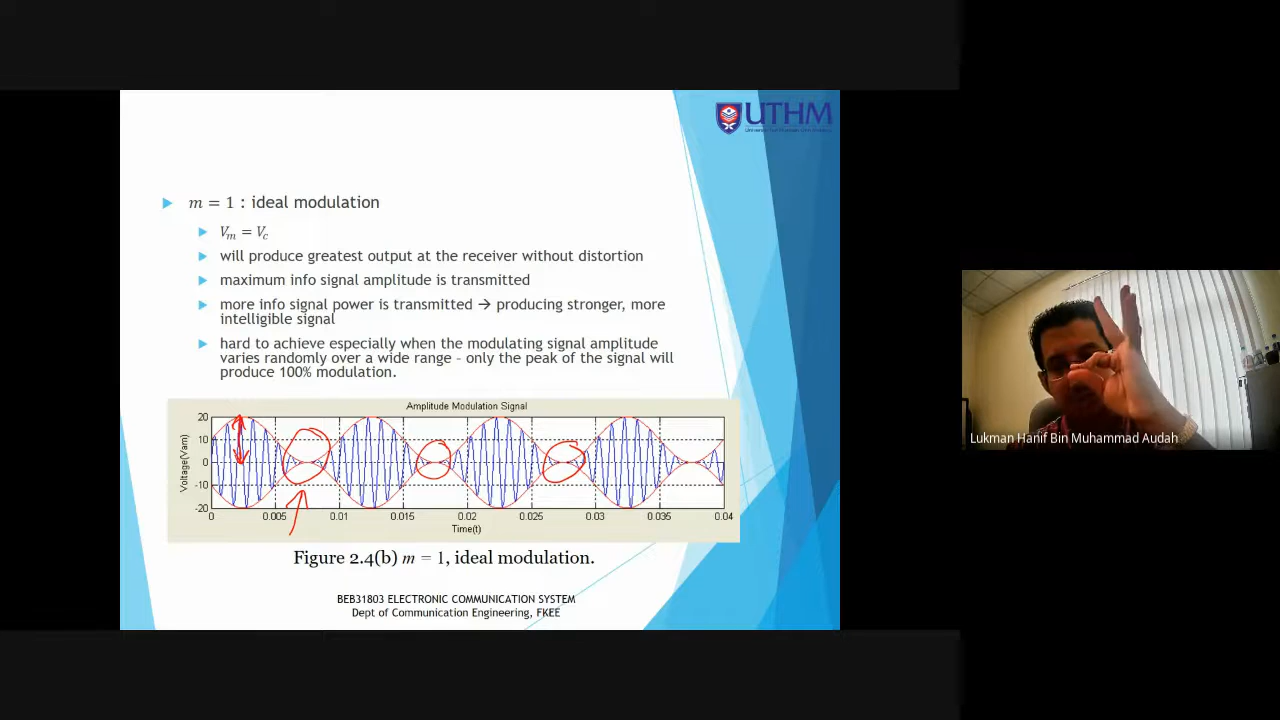 UTHM
m = 1 : ideal modulation
Vm = Vc
will produce greatest output at the receiver without distortion
maximum info signal amplitude is transmitted
more info signal power is transmitted → producing stronger, more
intelligible signal
hard to achieve especially when the modulating signal amplitude
varies randomly over a wide range – only the peak of the signal will
produce 100% modulation.
Amplitude Modulation Signal
Voltage(Vam)
20
10
0
-10
-20
0 0.005 0.01 0.015 0.02 0.025 0.03 0.035 0.04
Time(t)
Figure 2.4(b) m = 1, ideal modulation.
BEB31803 ELECTRONIC COMMUNICATION SYSTEM
Dept of Communication Engineering, FKEE
Lukman Hanif Bin Muhammad Audah